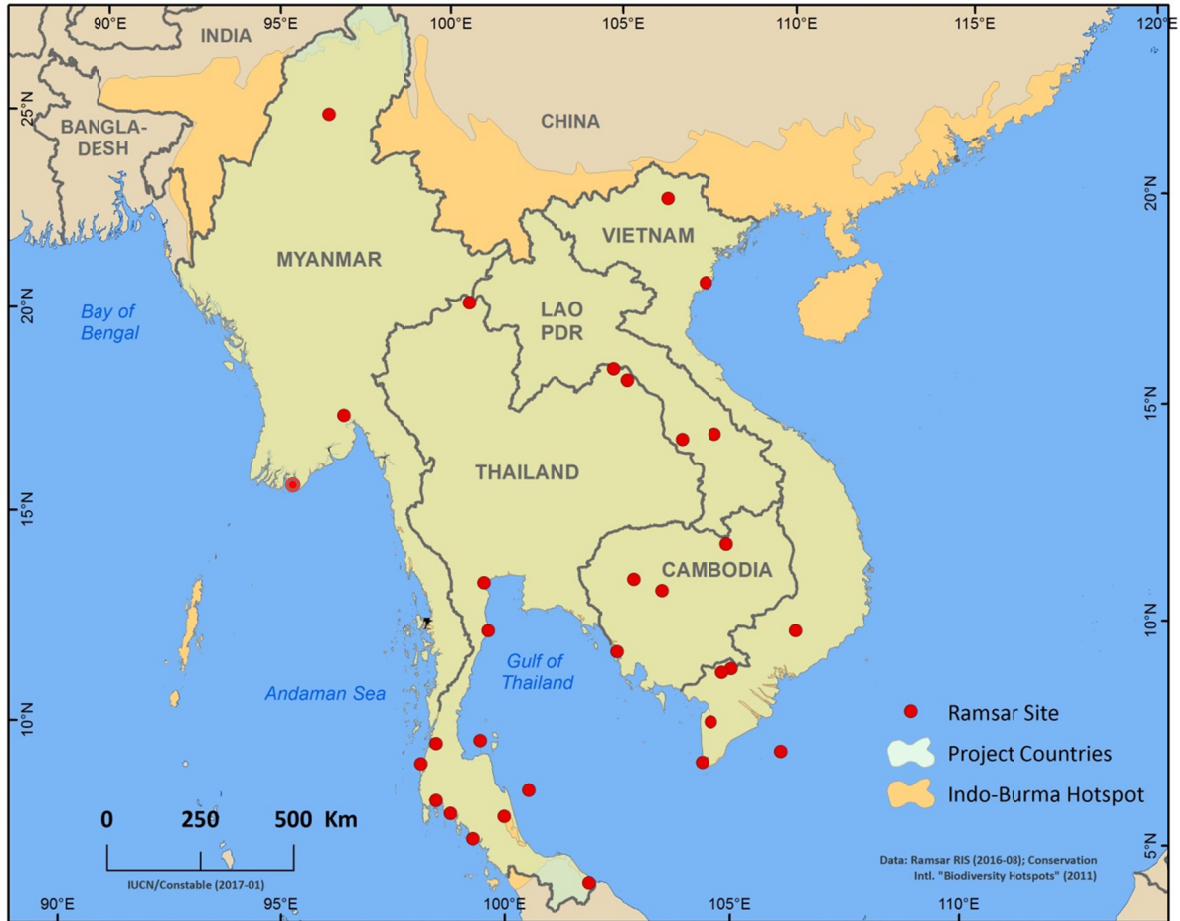 90°E 95°E 100°E 105°E 110°E 115°E 120°E
INDIA
25°N
BANGLA-
DESH
CHINA
20°N
VIETNAM
MYANMAR
20°N
Bay of
Bengal
LAO
PDR
15°N
THAILAND
15°N
CAMBODIA
10°N
Gulf of
Thailand
Andaman Sea
10°N
Ramsar Site
Project Countries
Indo-Burma Hotspot
0 250 500 Km
5°N
IUCN/Constable (2017-01)
Data: Ramsar RIS (2016-08); Conservation
Intl. "Biodiversity Hotspots" (2011)
90°E 95°E 100°E 105°E 110°E